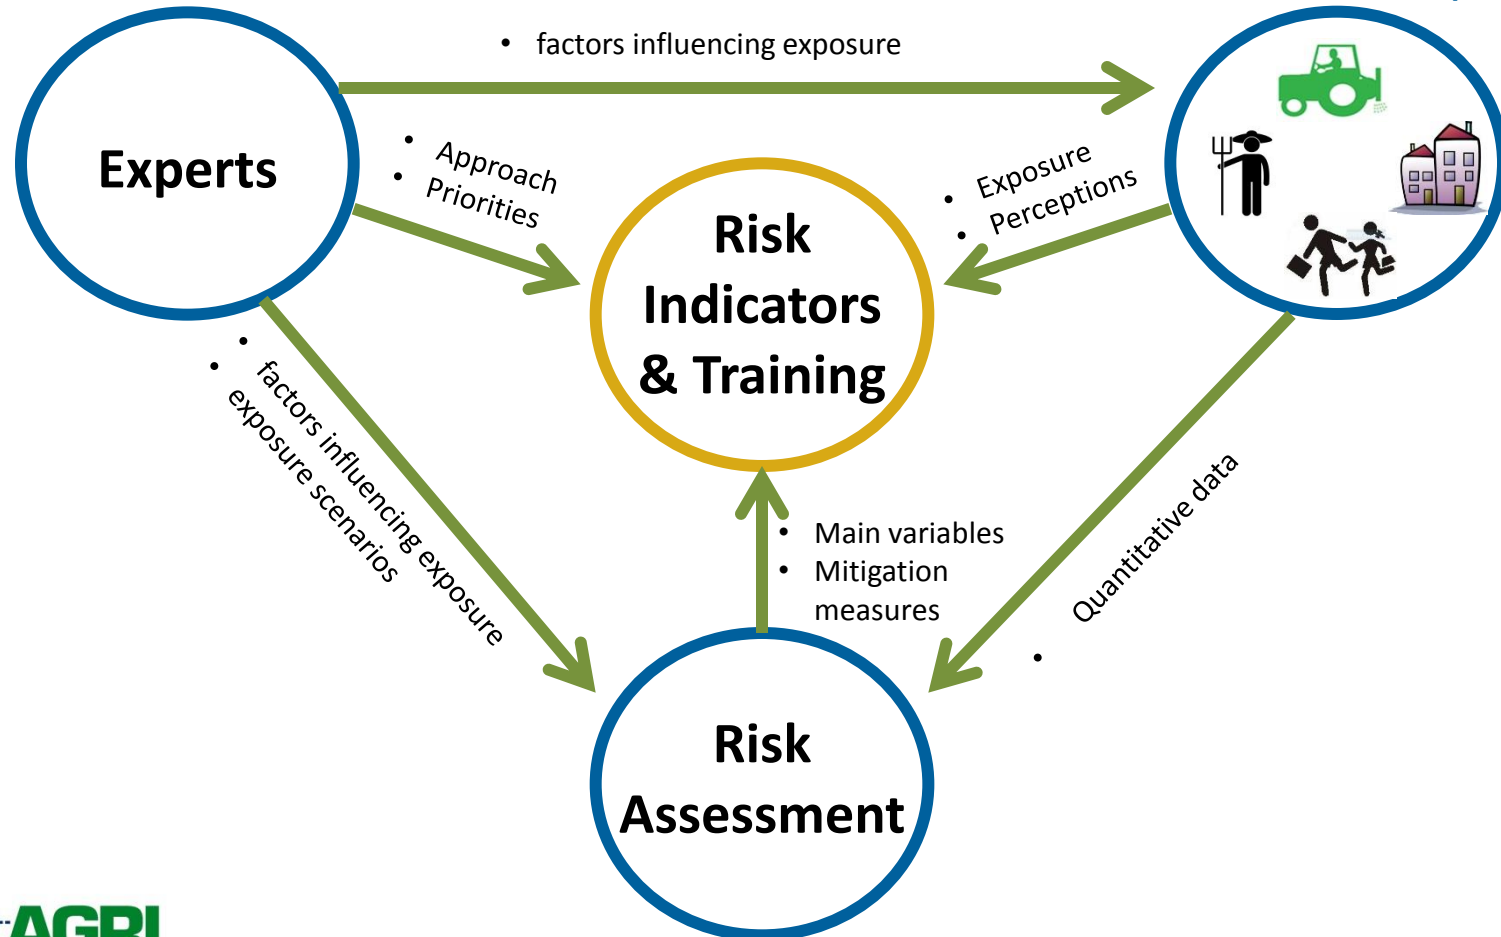 • factors influencing exposure
Experts
• Approach
• Priorities
• Exposure
• Perceptions
Risk
Indicators
& Training
• factors influencing exposure
• exposure scenarios
• Main variables
• Mitigation
measures
• Quantitative data
Risk
Assessment